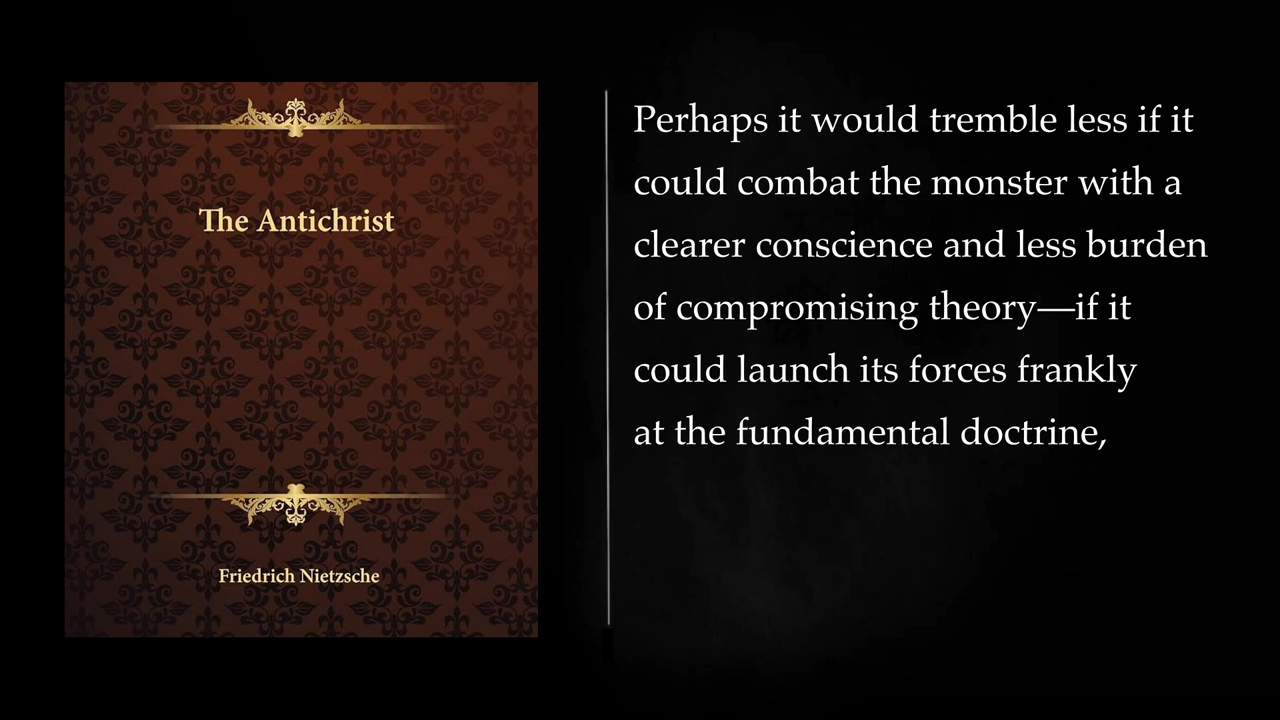 The Antichrist
Friedrich Nietzsche
Perhaps it would tremble less if it
could combat the monster with a
clearer conscience and less burden
of compromising theory—if it
could launch its forces frankly
at the fundamental doctrine,